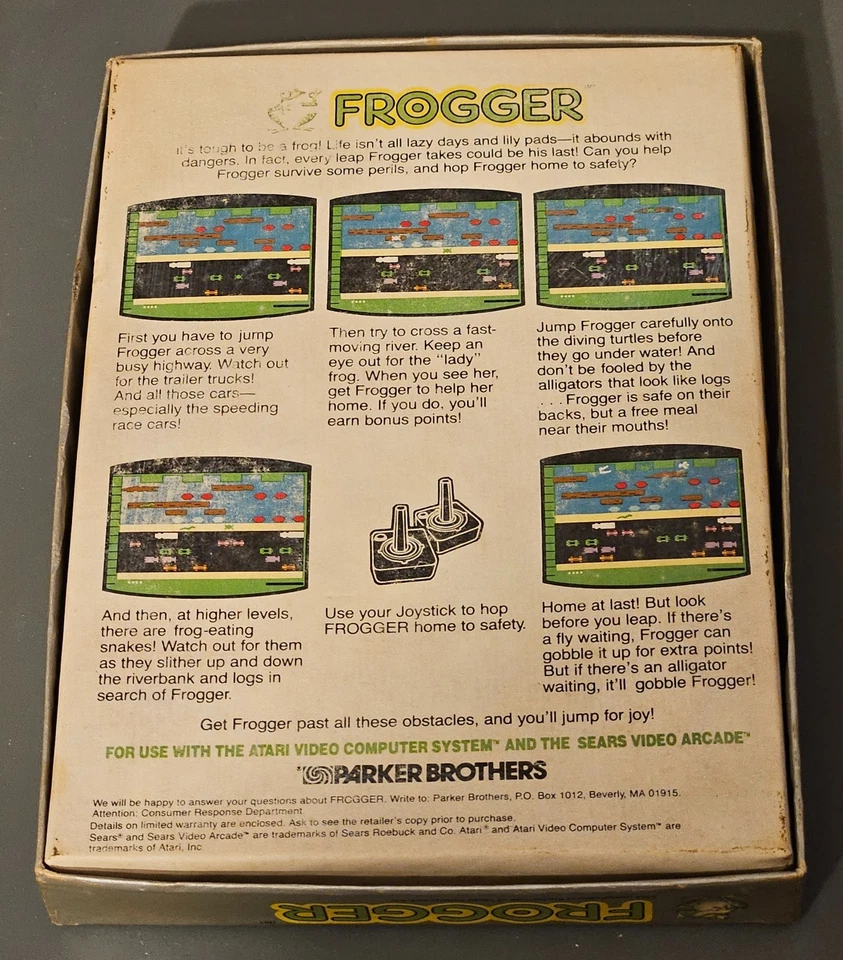 FROGGER™
It's tough to be a frog! Life isn't all lazy days and lily pads—it abounds with
dangers. In fact, every leap Frogger takes could be his last! Can you help
Frogger survive some perils, and hop Frogger home to safety?
First you have to jump
Frogger across a very
busy highway. Watch out
for the trailer trucks!
And all those cars—
especially the speeding
race cars!
Then try to cross a fast-
moving river. Keep an
eye out for the "lady"
frog. When you see her,
get Frogger to help her
home. If you do, you'll
earn bonus points!
Jump Frogger carefully onto
the diving turtles before
they go under water! And
don't be fooled by the
alligators that look like logs
. . . Frogger is safe on their
backs, but a free meal
near their mouths!
And then, at higher levels,
there are frog-eating
snakes! Watch out for them
as they slither up and down
the riverbank and logs in
search of Frogger.
Use your Joystick to hop
FROGGER home to safety.
Home at last! But look
before you leap. If there's
a fly waiting, Frogger can
gobble it up for extra points!
But if there's an alligator
waiting, it'll gobble Frogger!
Get Frogger past all these obstacles, and you'll jump for joy!
FOR USE WITH THE ATARI VIDEO COMPUTER SYSTEM™ AND THE SEARS VIDEO ARCADE™
PARKER BROTHERS
We will be happy to answer your questions about FROGGER. Write to: Parker Brothers, P.O. Box 1012, Beverly, MA 01915.
Attention: Consumer Response Department
Details on limited warranty are enclosed. Ask to see the retailer's copy prior to purchase.
Sears® and Sears Video Arcade™ are trademarks of Sears Roebuck and Co. Atari® and Atari Video Computer System™ are
trademarks of Atari, Inc.
FROGGER